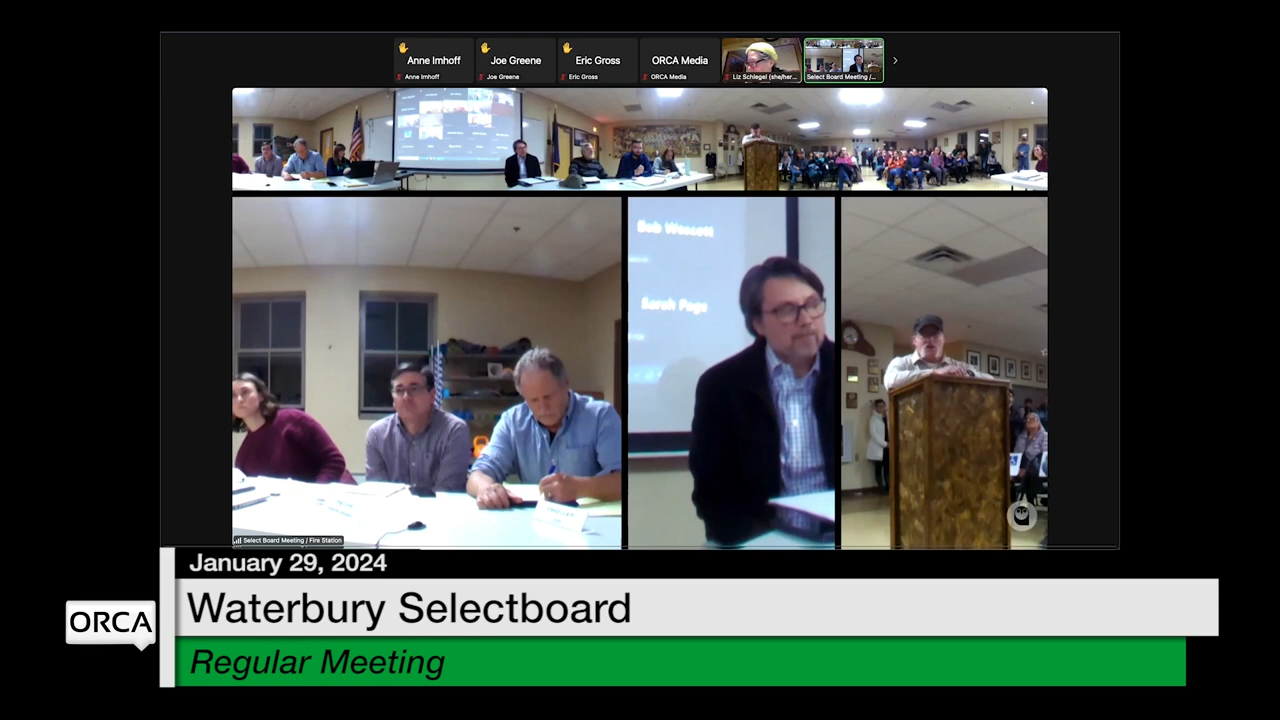 Anne Imhoff
Anne Imhoff
Joe Greene
Joe Greene
Eric Gross
Eric Gross
ORCA Media
ORCA Media
Liz Schlegel (she/her...
Select Board Meeting /...
Sarah Page
Select Board Meeting / Fire Station
January 29, 2024
Waterbury Selectboard
Regular Meeting
ORCA